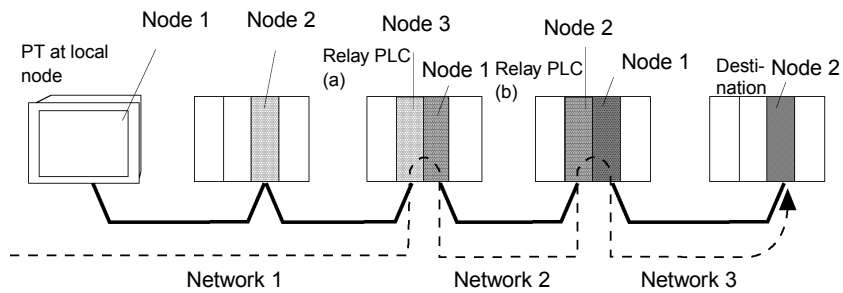 Node 1
Node 2
Node 3
Node 2
PT at local
node
Relay PLC
(a)
Node 1
Relay PLC
(b)
Node 1
Desti-
nation
Node 2
Network 1
Network 2
Network 3